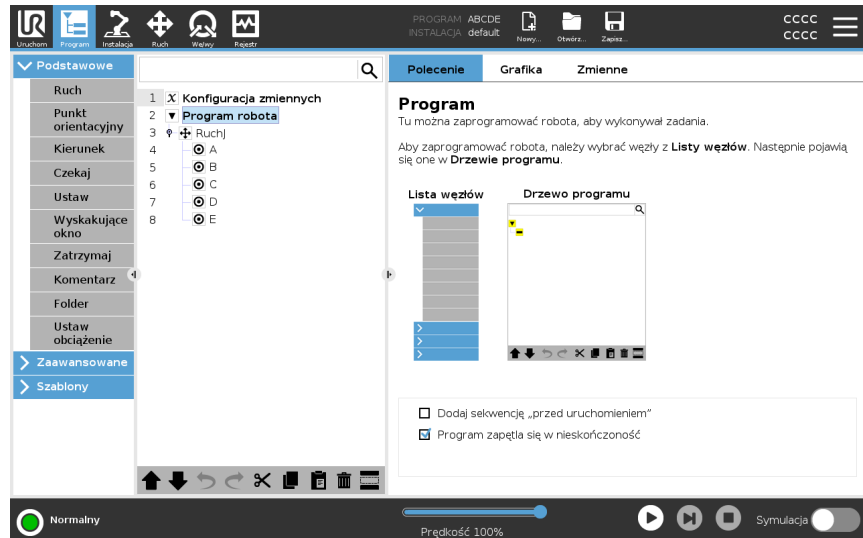 UR
PROGRAM ABCDE
INSTALACJA default
CCCC
CCCC
Uruchom Program Instalacja Ruch We/wy Rejestr
Nowy... Otwórz... Zapisz...
Podstawowe
Ruch
Punkt
orientacyjny
Kierunek
Czekaj
Ustaw
Wyskakujące
okno
Zatrzymaj
Komentarz
Folder
Ustaw
obciążenie
Zaawansowane
Szablony
1 X Konfiguracja zmiennych
2 Program robota
3 RuchJ
4 A
5 B
6 C
7 D
8 E
Polecenie Grafika Zmienne
Program
Tu można zaprogramować robota, aby wykonywał zadania.
Aby zaprogramować robota, należy wybrać węzły z Listy węzłów. Następnie pojawią
się one w Drzewie programu.
Lista węzłów Drzewo programu
Dodaj sekwencję „przed uruchomieniem”
Program zapętla się w nieskończoność
Normalny
Prędkość 100%
Symulacja